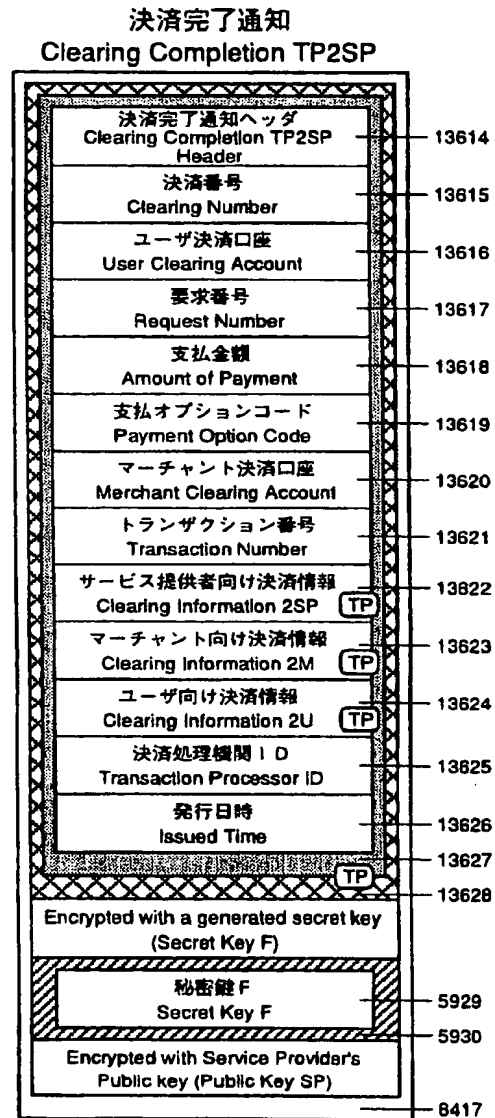 決済完了通知
Clearing Completion TP2SP
決済完了通知ヘッダ
Clearing Completion TP2SP
Header
13614
決済番号
Clearing Number
13615
ユーザ決済口座
User Clearing Account
13616
要求番号
Request Number
13617
支払金額
Amount of Payment
13618
支払オプションコード
Payment Option Code
13619
マーチャント決済口座
Merchant Clearing Account
13620
トランザクション番号
Transaction Number
13621
サービス提供者向け決済情報
Clearing Information 2SP
TP
13622
マーチャント向け決済情報
Clearing Information 2M
TP
13623
ユーザ向け決済情報
Clearing Information 2U
TP
13624
決済処理機関ID
Transaction Processor ID
13625
発行日時
Issued Time
13626
13627
TP
13628
Encrypted with a generated secret key
(Secret Key F)
秘密鍵F
Secret Key F
5929
5930
Encrypted with Service Provider's
Public key (Public Key SP)
8417